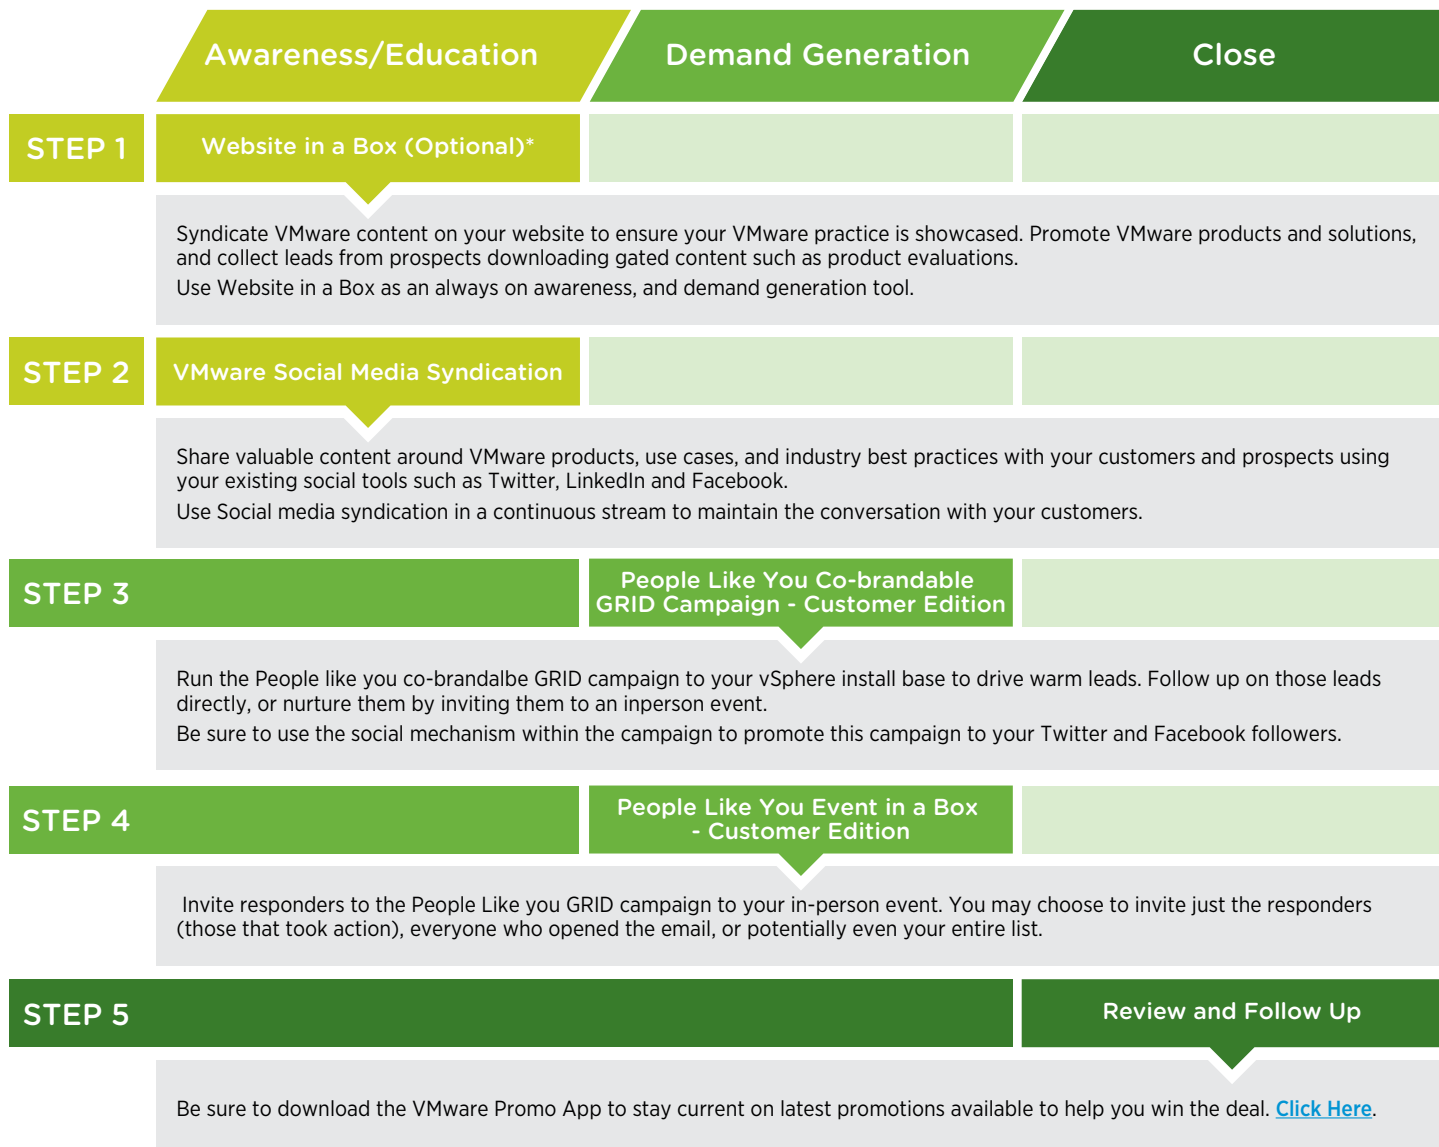 Awareness/Education
Demand Generation
Close
STEP 1
Website in a Box (Optional)*
Syndicate VMware content on your website to ensure your VMware practice is showcased. Promote VMware products and solutions,
and collect leads from prospects downloading gated content such as product evaluations.
Use Website in a Box as an always on awareness, and demand generation tool.
STEP 2
VMware Social Media Syndication
Share valuable content around VMware products, use cases, and industry best practices with your customers and prospects using
your existing social tools such as Twitter, LinkedIn and Facebook.
Use Social media syndication in a continuous stream to maintain the conversation with your customers.
STEP 3
People Like You Co-brandable
GRID Campaign - Customer Edition
Run the People like you co-brandalbe GRID campaign to your vSphere install base to drive warm leads. Follow up on those leads
directly, or nurture them by inviting them to an inperson event.
Be sure to use the social mechanism within the campaign to promote this campaign to your Twitter and Facebook followers.
STEP 4
People Like You Event in a Box
- Customer Edition
Invite responders to the People Like you GRID campaign to your in-person event. You may choose to invite just the responders
(those that took action), everyone who opened the email, or potentially even your entire list.
STEP 5
Review and Follow Up
Be sure to download the VMware Promo App to stay current on latest promotions available to help you win the deal. Click Here.